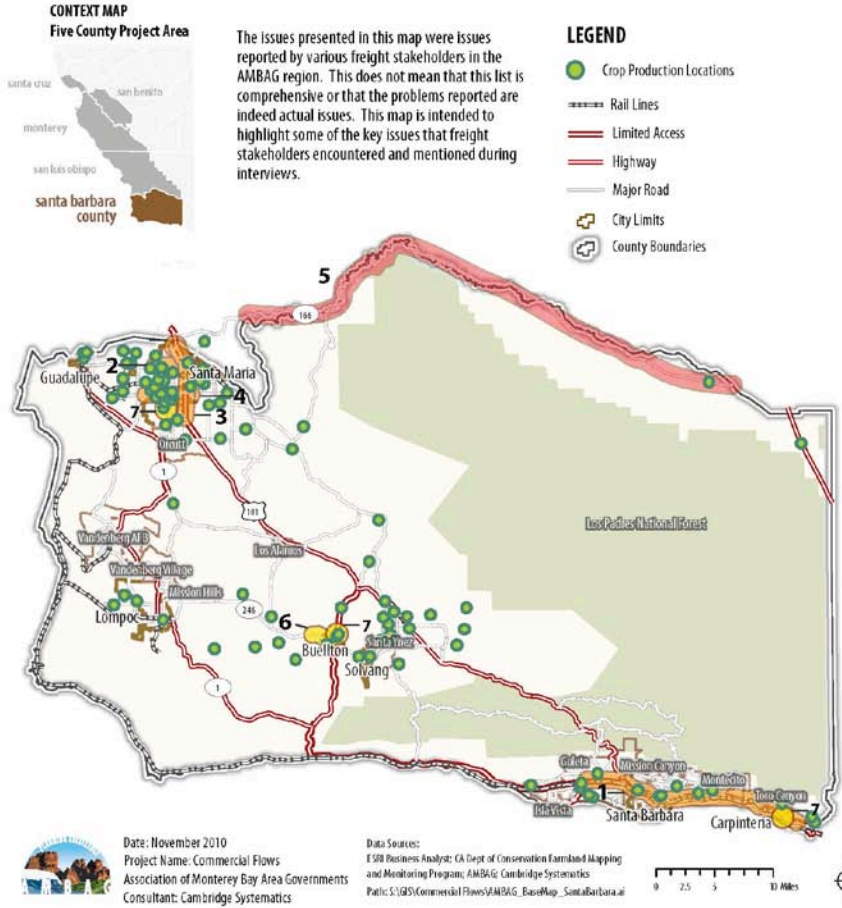 CONTEXT MAP
Five County Project Area
santa cruz
san benito
monterey
san luis obispo
santa barbara
county
The issues presented in this map were issues
reported by various freight stakeholders in the
AMBAG region. This does not mean that this list is
comprehensive or that the problems reported are
indeed actual issues. This map is intended to
highlight some of the key issues that freight
stakeholders encountered and mentioned during
interviews.
LEGEND
Crop Production Locations
Rail Lines
Limited Access
Highway
Major Road
City Limits
County Boundaries
5
166
2
Guadalupe
Santa Maria
4
7
3
Orcutt
1
101
Vandenberg AFB
Los Alamos
Los Padres National Forest
Vandenberg Village
Mission Hills
Lompoc
246
6
7
Buellton
Santa Ynez
Solvang
1
Goleta
Mission Canyon
Montecito
1
Toro Canyon
7
Isla Vista
Santa Barbara
Carpinteria
AMBAG
Date: November 2010
Project Name: Commercial Flows
Association of Monterey Bay Area Governments
Consultant: Cambridge Systematics
Data Sources:
ESRI Business Analyst; CA Dept of Conservation Farmland Mapping
and Monitoring Program; AMBAG; Cambridge Systematics
Path: S:\GIS\Commercial Flows\AMBAG_BaseMap_SantaBarbara.ai
0 2.5 5 10 Miles